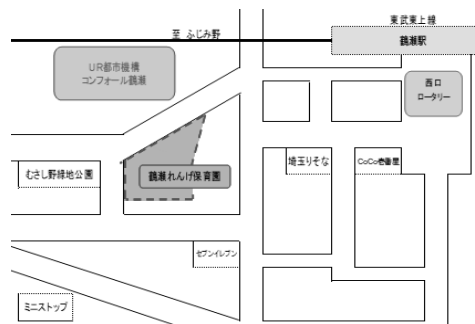 東武東上線
至 ふじみ野
鶴瀬駅
UR都市機構
コンフォール鶴瀬
西口
ロータリー
むさし野緑地公園
鶴瀬れんげ保育園
埼玉りそな
CoCo壱番屋
セブンイレブン
ミニストップ